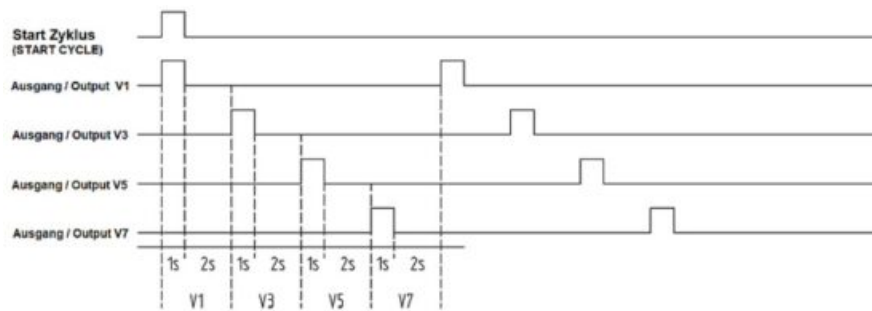 Start Zyklus
(START CYCLE)
Ausgang / Output V1
Ausgang / Output V3
Ausgang / Output V5
Ausgang / Output V7
1s 2s 1s 2s 1s 2s 1s 2s
V1 V3 V5 V7